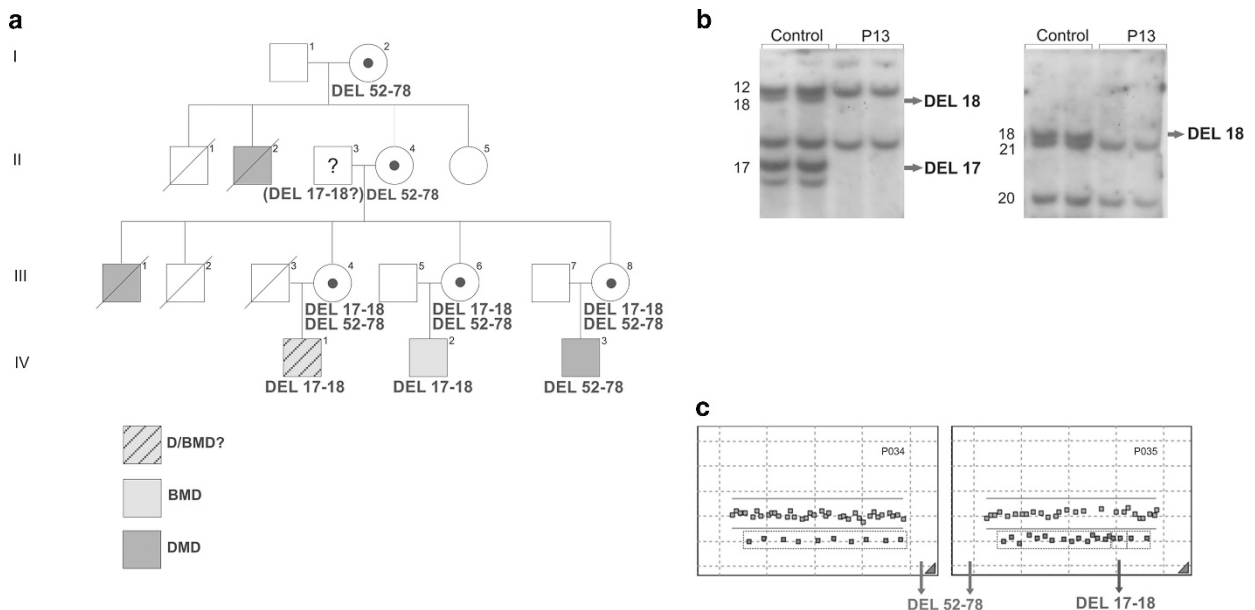 a
I
1
2
DEL 52-78
II
1
2
3
?
4
5
(DEL 17-18?)
DEL 52-78
III
1
2
3
4
5
6
7
8
DEL 17-18
DEL 52-78
DEL 17-18
DEL 52-78
DEL 17-18
DEL 52-78
IV
1
2
3
DEL 17-18
DEL 17-18
DEL 52-78
D/BMD?
BMD
DMD
b
Control P13
12
18
DEL 18
17
DEL 17
Control P13
18
DEL 18
21
20
c
P034
P035
DEL 52-78
DEL 17-18